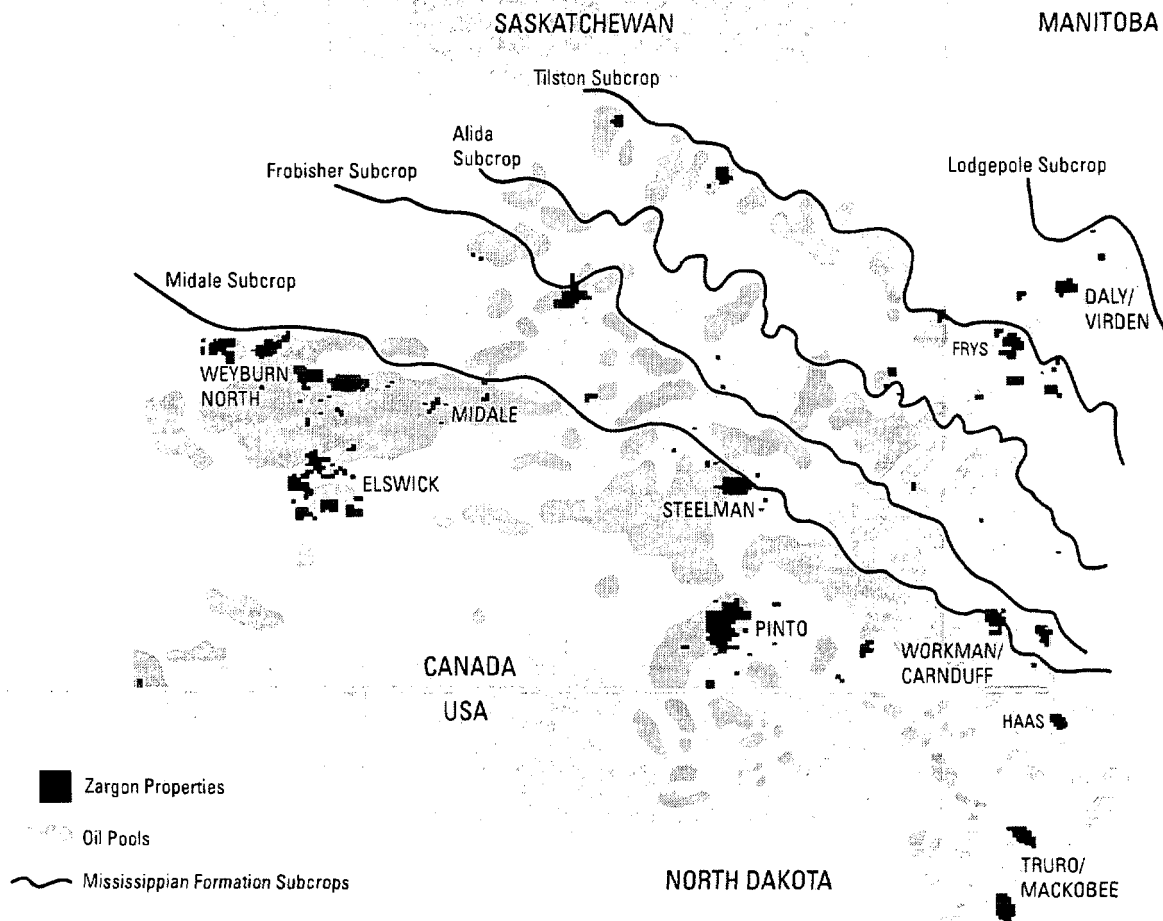 SASKATCHEWAN
MANITOBA
Tilston Subcrop
Alida
Subcrop
Frobisher Subcrop
Lodgepole Subcrop
Midale Subcrop
DALY/
VIRDEN
FRYS
WEYBURN
NORTH
MIDALE
ELSWICK
STEELMAN
PINTO
WORKMAN/
CARNDUFF
CANADA
USA
HAAS
Zargon Properties
Oil Pools
Mississippian Formation Subcrops
TRURO/
MACKOBEE
NORTH DAKOTA